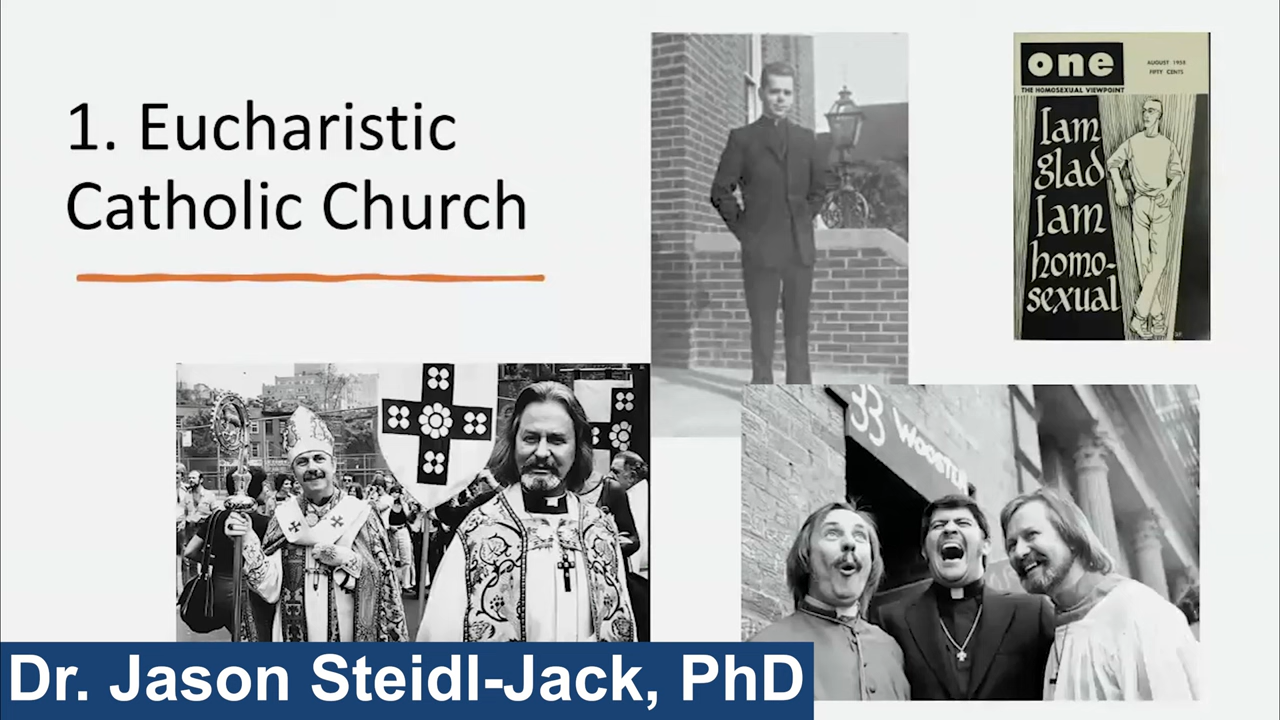 1. Eucharistic
Catholic Church
one
AUGUST 1958
FIFTY CENTS
THE HOMOSEXUAL VIEWPOINT
I am
glad
I am
homo-
sexual
33 WOOSTER
Dr. Jason Steidl-Jack, PhD